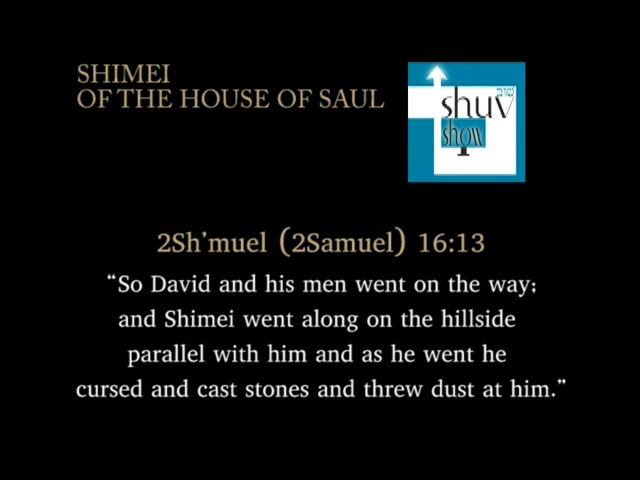 SHIMEI
OF THE HOUSE OF SAUL
שוב
shuv
show
2Sh’muel (2Samuel) 16:13
“So David and his men went on the way;
and Shimei went along on the hillside
parallel with him and as he went he
cursed and cast stones and threw dust at him.”